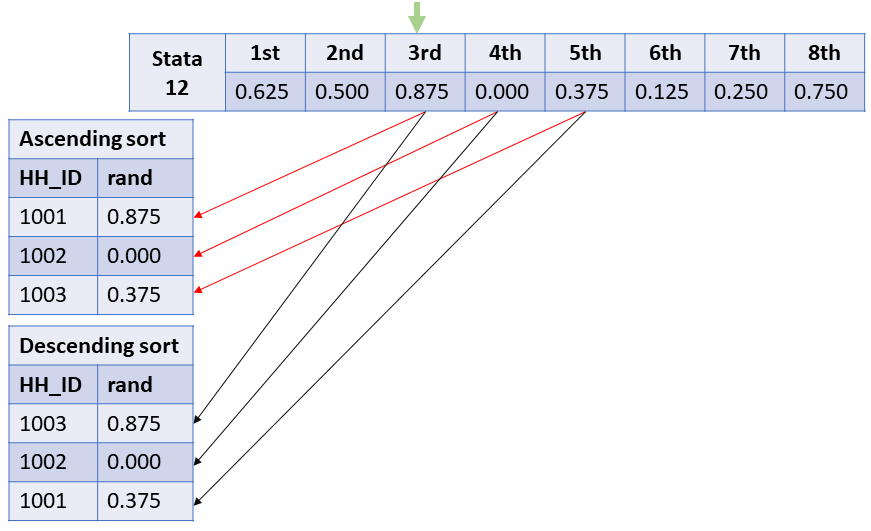 Stata 12 1st 2nd 3rd 4th 5th 6th 7th 8th
0.625 0.500 0.875 0.000 0.375 0.125 0.250 0.750
Ascending sort
HH_ID rand
1001 0.875
1002 0.000
1003 0.375
Descending sort
HH_ID rand
1003 0.875
1002 0.000
1001 0.375